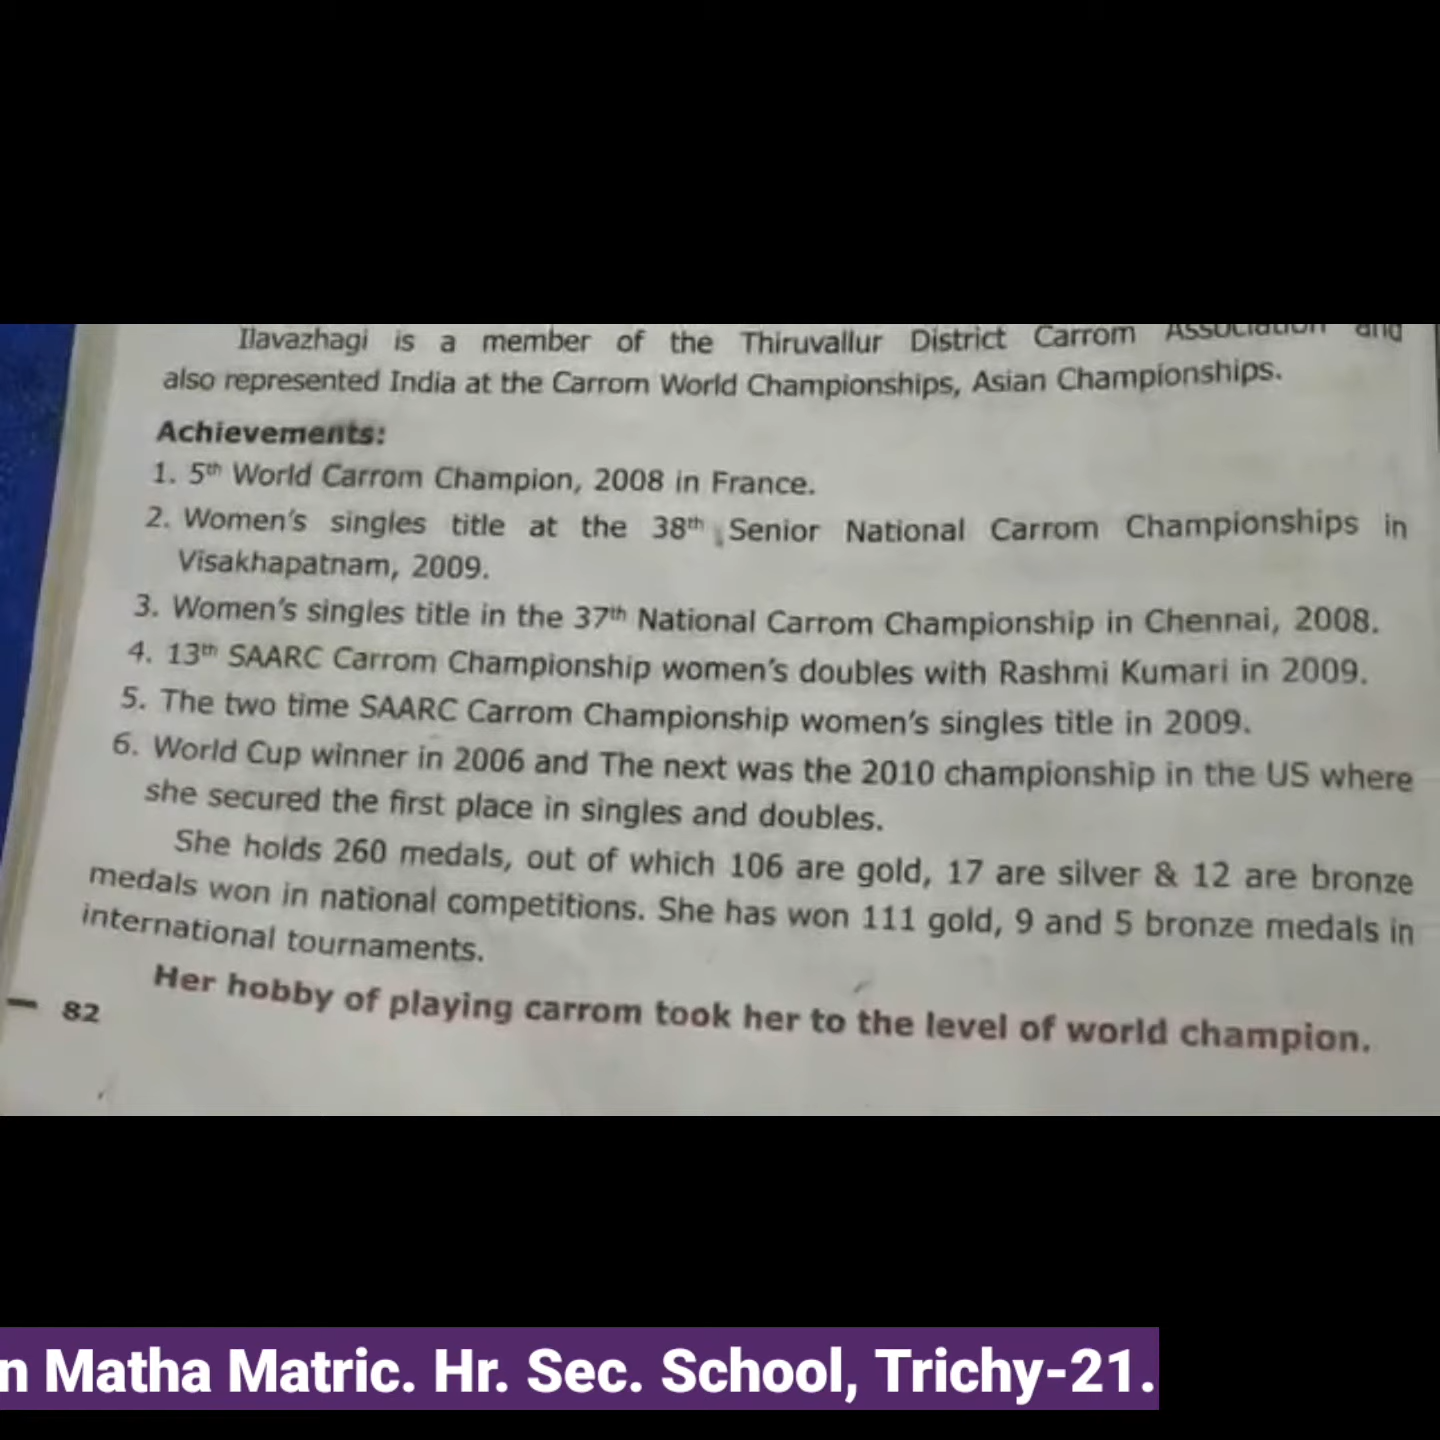 Ilavazhagi is a member of the Thiruvallur District Carrom Association and
also represented India at the Carrom World Championships, Asian Championships.
Achievements:
1. 5th World Carrom Champion, 2008 in France.
2. Women's singles title at the 38th Senior National Carrom Championships in
Visakhapatnam, 2009.
3. Women's singles title in the 37th National Carrom Championship in Chennai, 2008.
4. 13th SAARC Carrom Championship women's doubles with Rashmi Kumari in 2009.
5. The two time SAARC Carrom Championship women's singles title in 2009.
6. World Cup winner in 2006 and The next was the 2010 championship in the US where
she secured the first place in singles and doubles.
She holds 260 medals, out of which 106 are gold, 17 are silver & 12 are bronze
medals won in national competitions. She has won 111 gold, 9 and 5 bronze medals in
international tournaments.
Her hobby of playing carrom took her to the level of world champion.
82
n Matha Matric. Hr. Sec. School, Trichy-21.